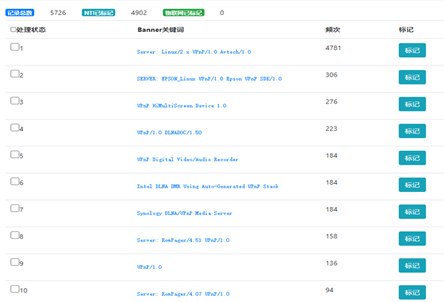 记录总数 5726 NTI已标记 4902 物联网已标记 0
处理状态 Banner关键词 频次 标记
1 Server: Linux/2.x UPnP/1.0 Avtech/1.0 4781 标记
2 SERVER: EPSON_Linux UPnP/1.0 Epson UPnP SDK/1.0 306 标记
3 UPnP HiMultiScreen Device 1.0 276 标记
4 UPnP/1.0 DLNADOC/1.50 223 标记
5 UPnP Digital Video/Audio Recorder 184 标记
6 Intel DLNA DMR Using Auto-Generated UPnP Stack 184 标记
7 Synology DLNA/UPnP Media Server 184 标记
8 Server: RomPager/4.51 UPnP/1.0 158 标记
9 UPnP/1.0 136 标记
10 Server: RomPager/4.07 UPnP/1.0 94 标记